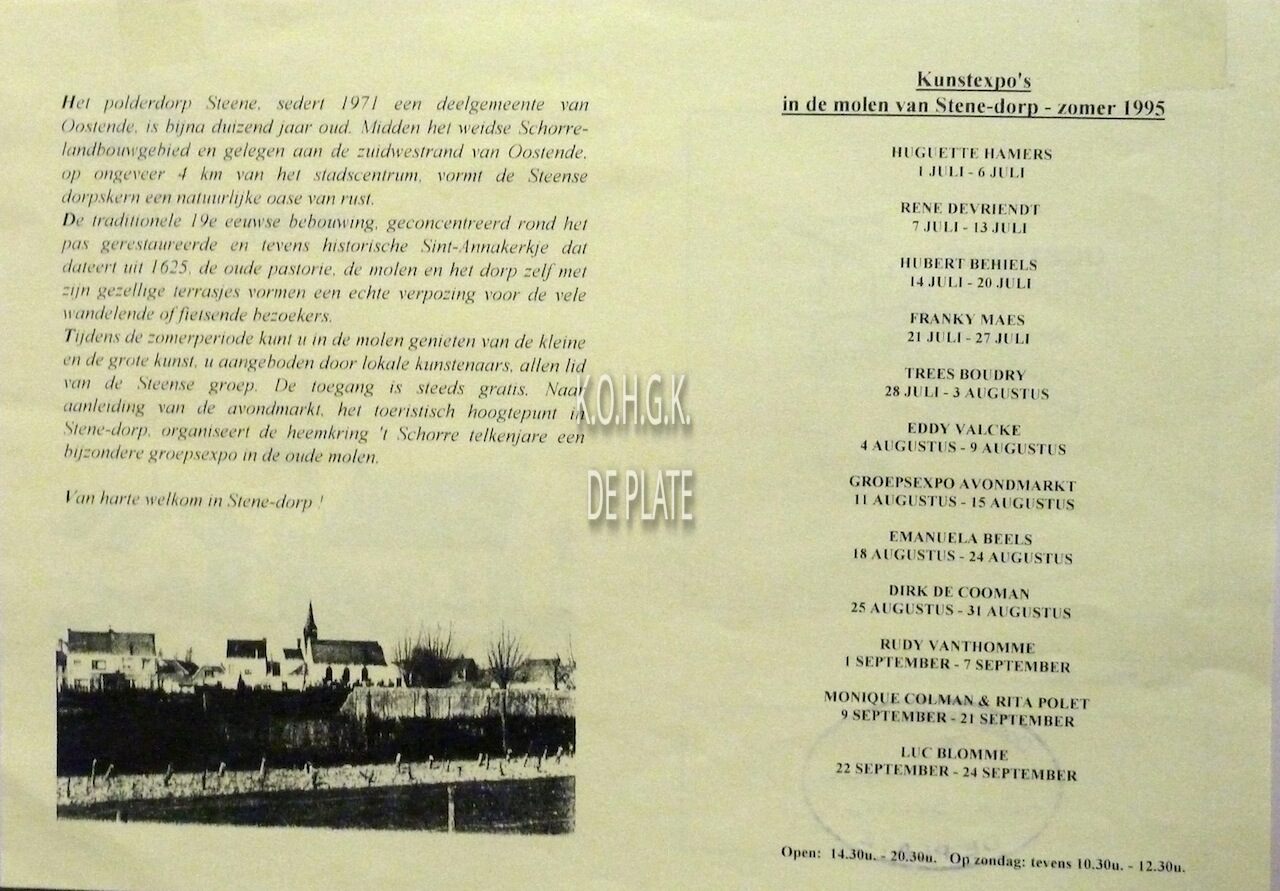 Het polderdorp Steene, sedert 1971 een deelgemeente van
Oostende, is bijna duizend jaar oud. Midden het weidse Schorre-
landbouwgebied en gelegen aan de zuidwestrand van Oostende,
op ongeveer 4 km van het stadscentrum, vormt de Steense
dorpskern een natuurlijke oase van rust.
De traditionele 19e eeuwse bebouwing, geconcentreerd rond het
pas gerestaureerde en tevens historische Sint-Annakerkje dat
dateert uit 1625, de oude pastorie, de molen en het dorp zelf met
zijn gezellige terrasjes vormen een echte verpozing voor de vele
wandelende of fietsende bezoekers.
Tijdens de zomerperiode kunt u in de molen genieten van de kleine
en de grote kunst, u aangeboden door lokale kunstenaars, allen lid
van de Steense groep. De toegang is steeds gratis. Naar
aanleiding van de avondmarkt, het toeristisch hoogtepunt in
Stene-dorp, organiseert de heemkring 't Schorre telkenjare een
bijzondere groepsexpo in de oude molen.
Van harte welkom in Stene-dorp !
K.O.H.G.K.
DE PLATE
Kunstexpo's
in de molen van Stene-dorp - zomer 1995
HUGUETTE HAMERS
1 JULI - 6 JULI
RENE DEVRIENDT
7 JULI - 13 JULI
HUBERT BEHIELS
14 JULI - 20 JULI
FRANKY MAES
21 JULI - 27 JULI
TREES BOUDRY
28 JULI - 3 AUGUSTUS
EDDY VALCKE
4 AUGUSTUS - 9 AUGUSTUS
GROEPSEXPO AVONDMARKT
11 AUGUSTUS - 15 AUGUSTUS
EMANUELA BEELS
18 AUGUSTUS - 24 AUGUSTUS
DIRK DE COOMAN
25 AUGUSTUS - 31 AUGUSTUS
RUDY VANTHOMME
1 SEPTEMBER - 7 SEPTEMBER
MONIQUE COLMAN & RITA POLET
9 SEPTEMBER - 21 SEPTEMBER
LUC BLOMME
22 SEPTEMBER - 24 SEPTEMBER
Open: 14.30u. - 20.30u. Op zondag: tevens 10.30u. - 12.30u.